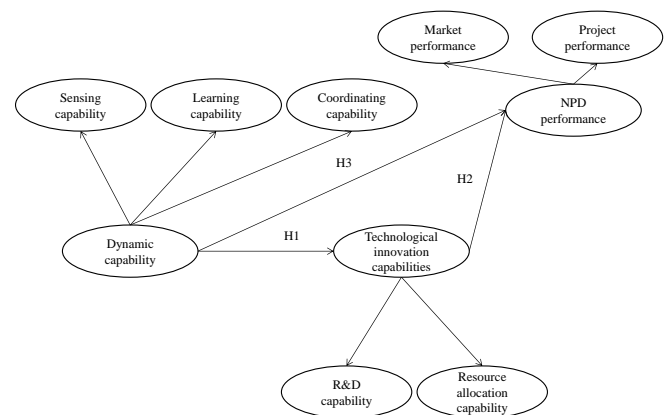 Market
performance
Project
performance
Sensing
capability
Learning
capability
Coordinating
capability
NPD
performance
H3
H2
H1
Dynamic
capability
Technological
innovation
capabilities
R&D
capability
Resource
allocation
capability